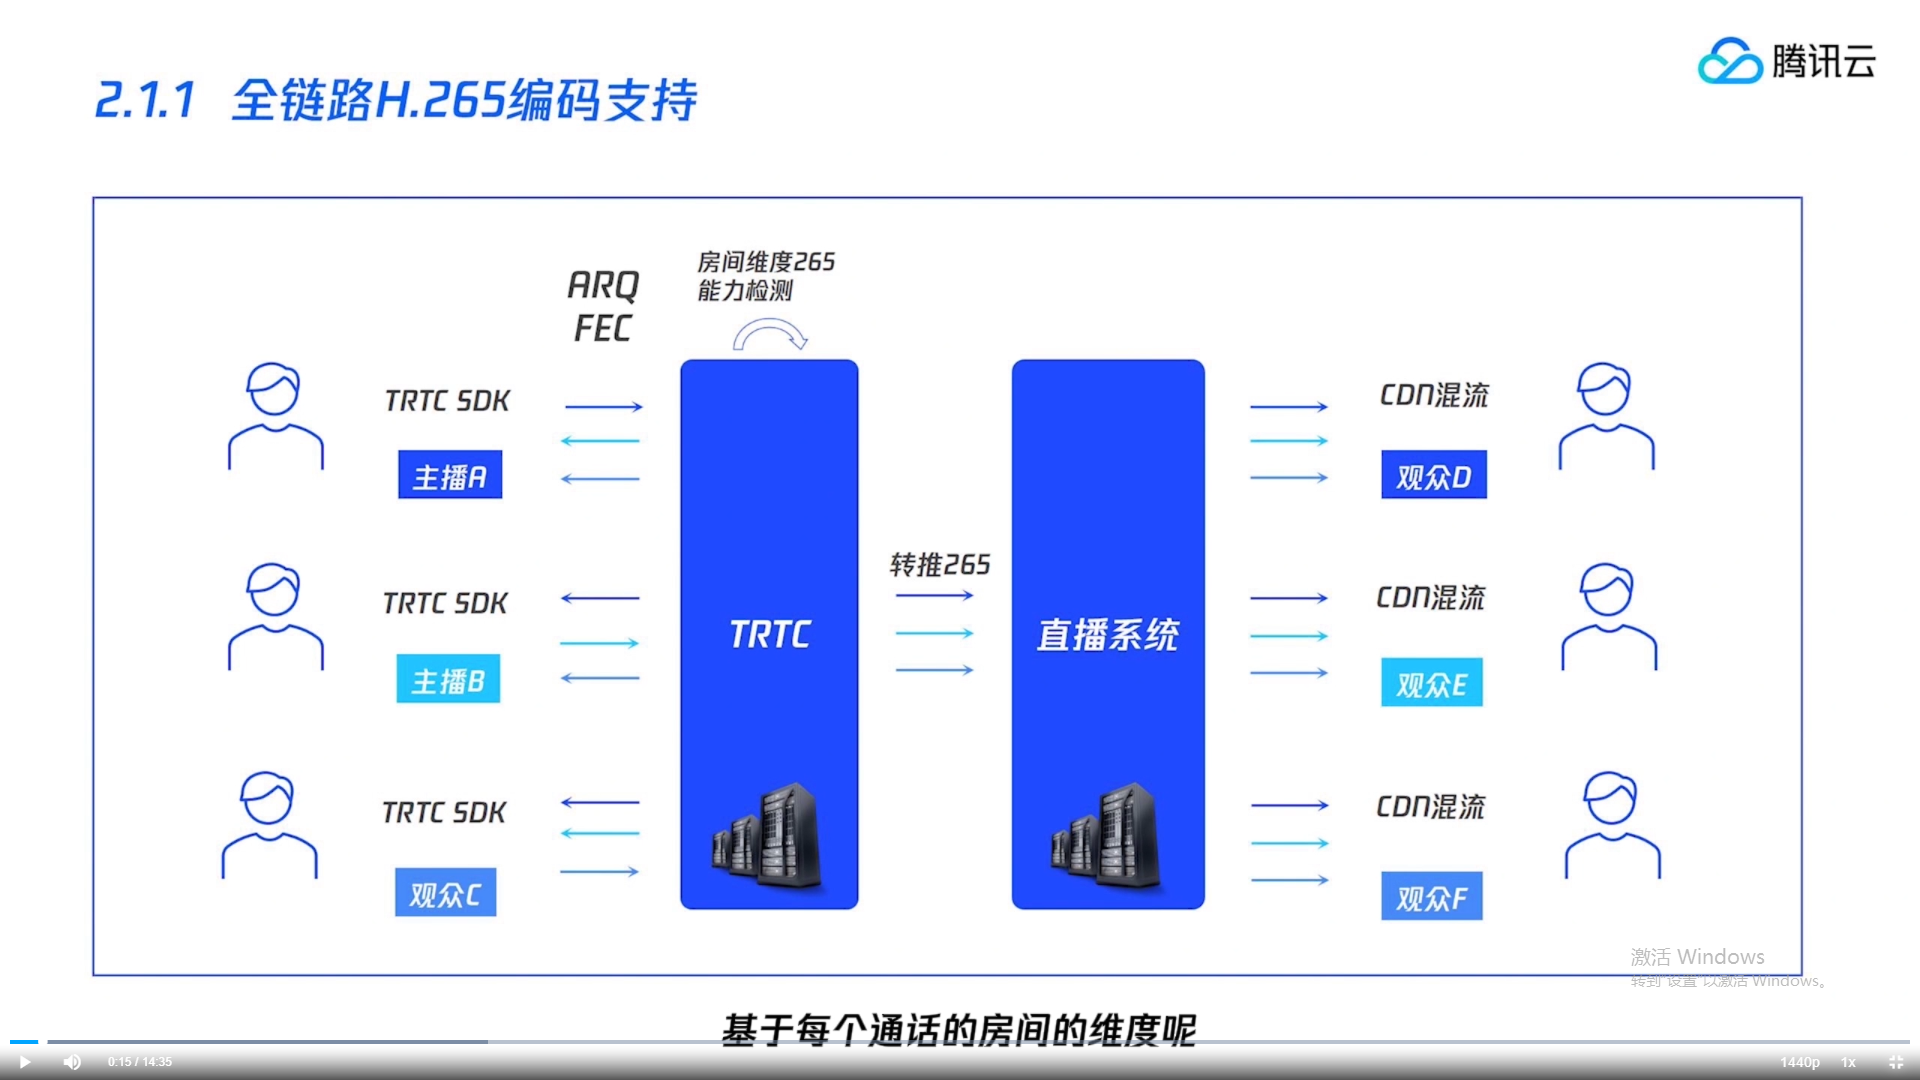 腾讯云
2.1.1 全链路H.265编码支持
ARQ
FEC
房间维度265
能力检测
TRTC SDK
主播A
TRTC SDK
主播B
TRTC SDK
观众C
TRTC
转推265
直播系统
CDN混流
观众D
CDN混流
观众E
CDN混流
观众F
激活 Windows
转到“设置”以激活 Windows。
基于每个通话的房间的维度呢
0:15 / 14:35
1440p
1x